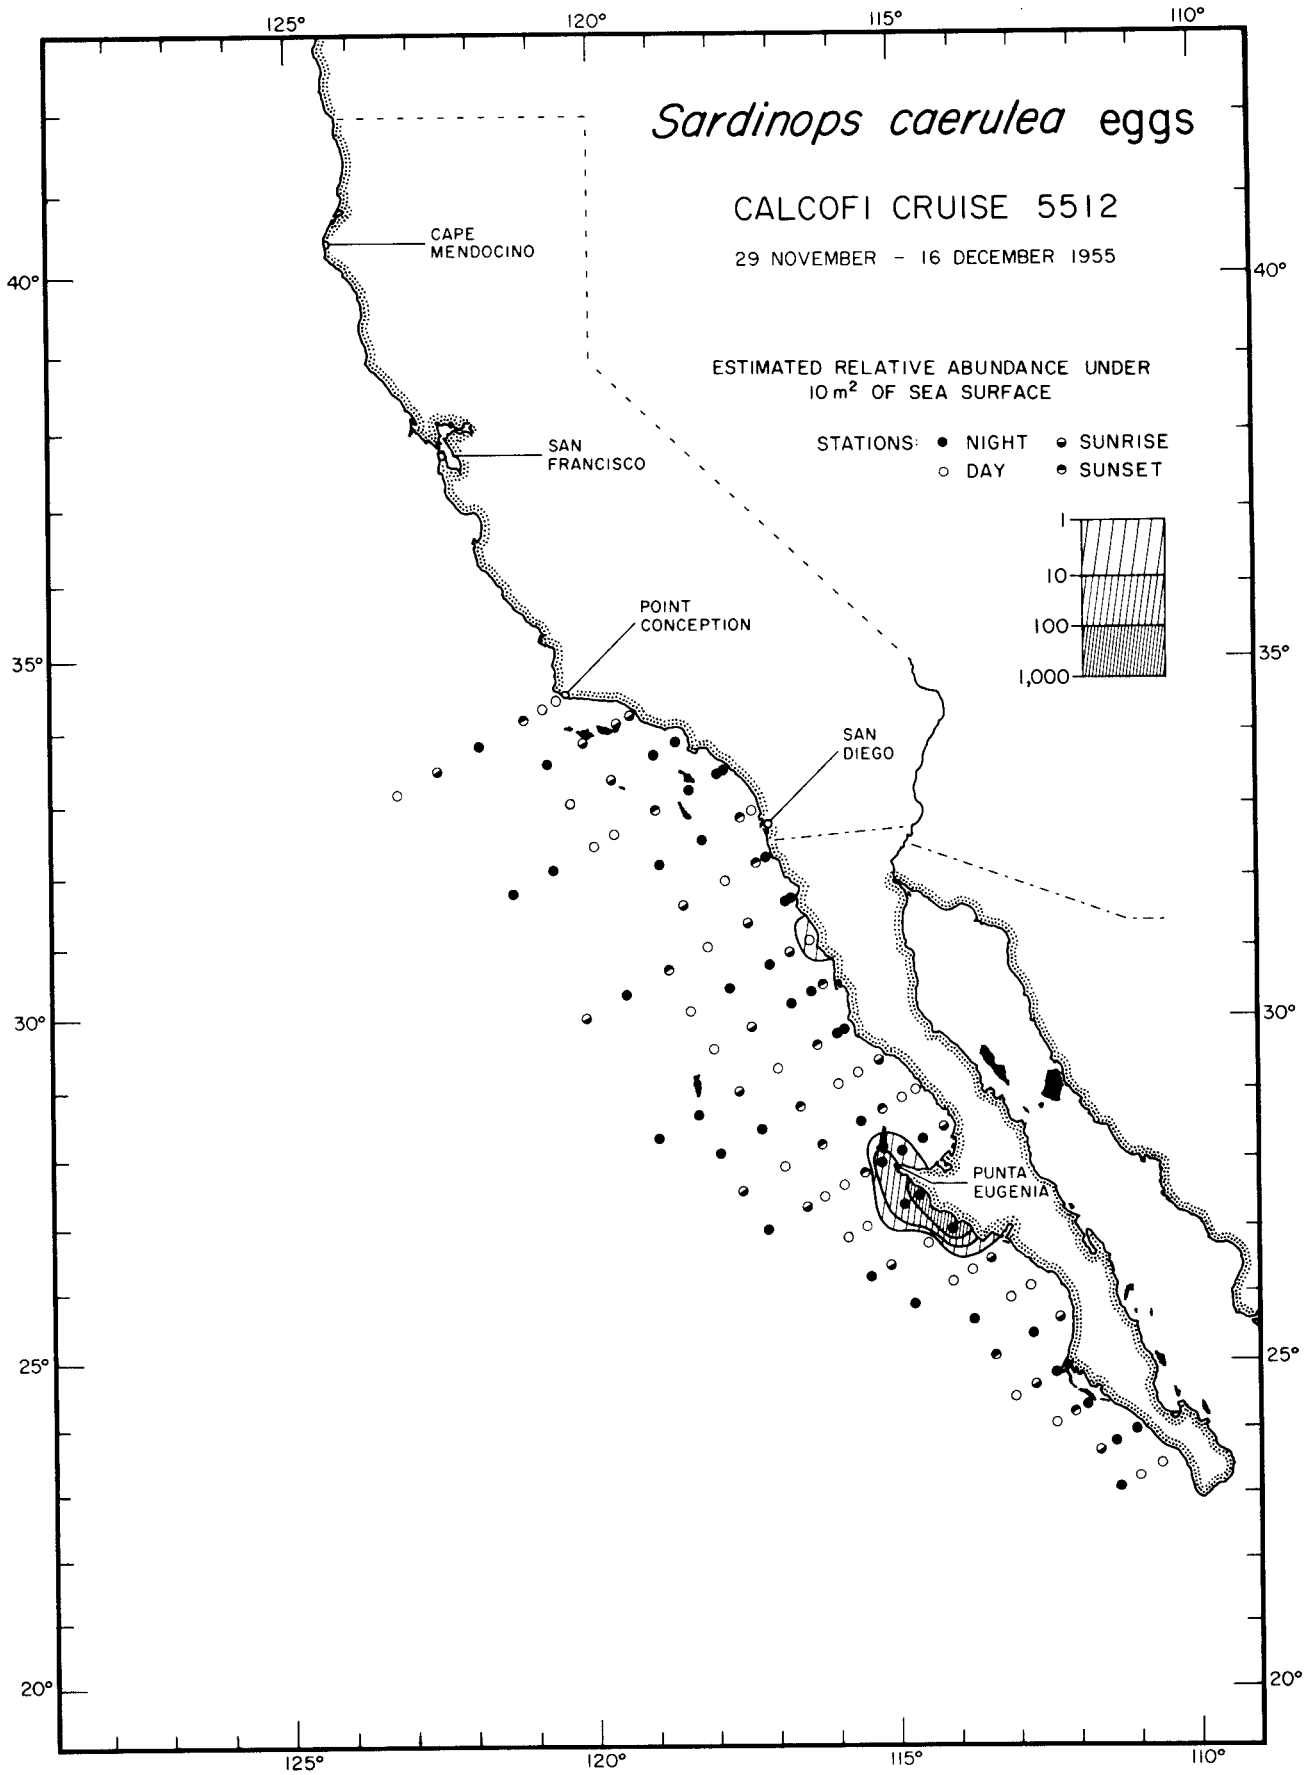 125° 120° 115° 110°
Sardinops caerulea eggs
CALCOFI CRUISE 5512
29 NOVEMBER – 16 DECEMBER 1955
CAPE
MENDOCINO
40° 40°
ESTIMATED RELATIVE ABUNDANCE UNDER
10 m² OF SEA SURFACE
STATIONS: ● NIGHT SUNRISE
○ DAY SUNSET
SAN
FRANCISCO
1
10
100
1,000
POINT
CONCEPTION
35° 35°
SAN
DIEGO
30° 30°
PUNTA
EUGENIA
25° 25°
20° 20°
125° 120° 115° 110°